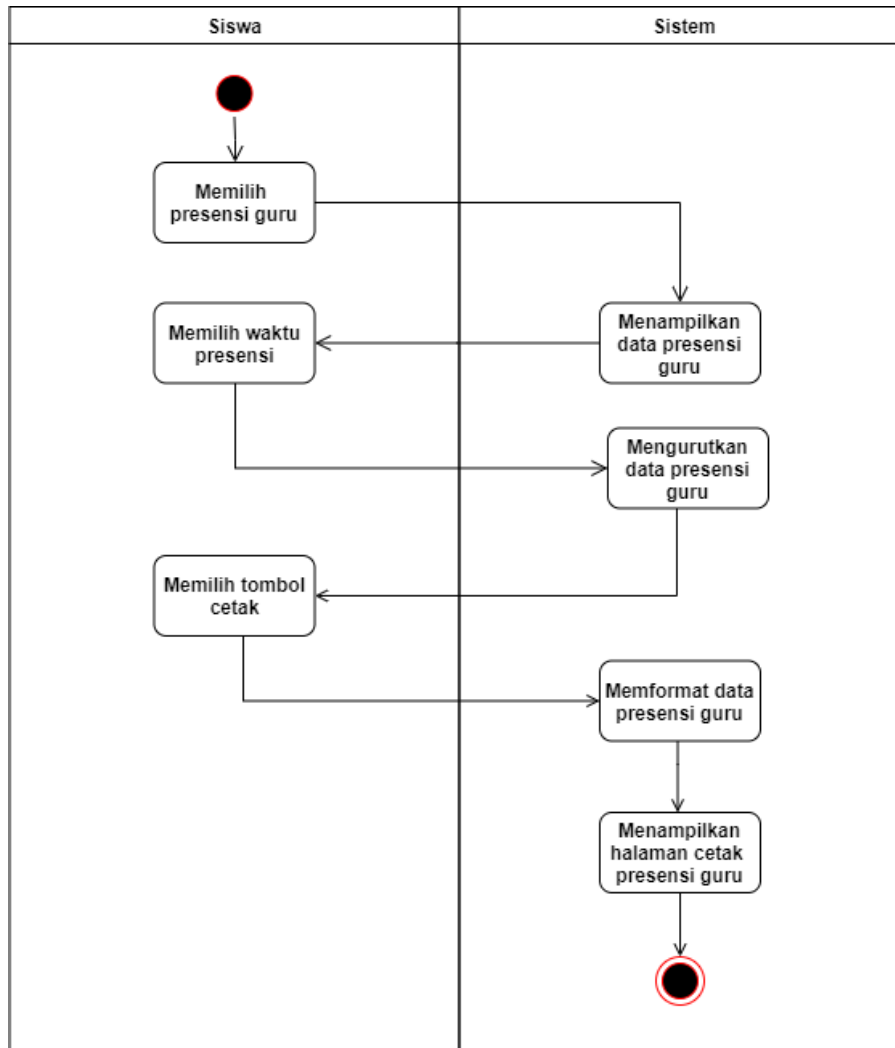 Siswa
Sistem
Memilih
presensi guru
Memilih waktu
presensi
Menampilkan
data presensi
guru
Mengurutkan
data presensi
guru
Memilih tombol
cetak
Memformat data
presensi guru
Menampilkan
halaman cetak
presensi guru